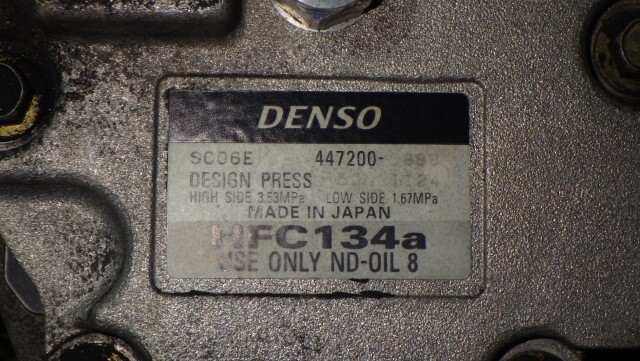 DENSO
SC06E 447200-
DESIGN PRESS
HIGH SIDE 3.53MPa LOW SIDE 1.67MPa
MADE IN JAPAN
HFC134a
USE ONLY ND-OIL 8